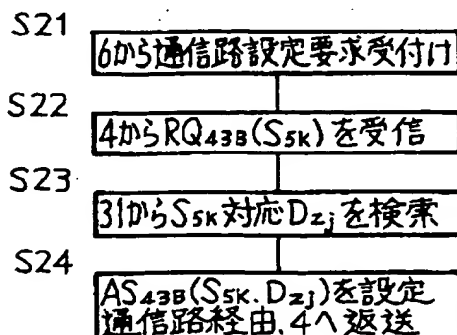 S21
6から通信路設定要求受付け
S22
4からRQ43B(S5K)を受信
S23
31からS5K対応Dzjを検索
S24
AS43B(S5K.Dzj)を設定
通信路経由,4へ返送